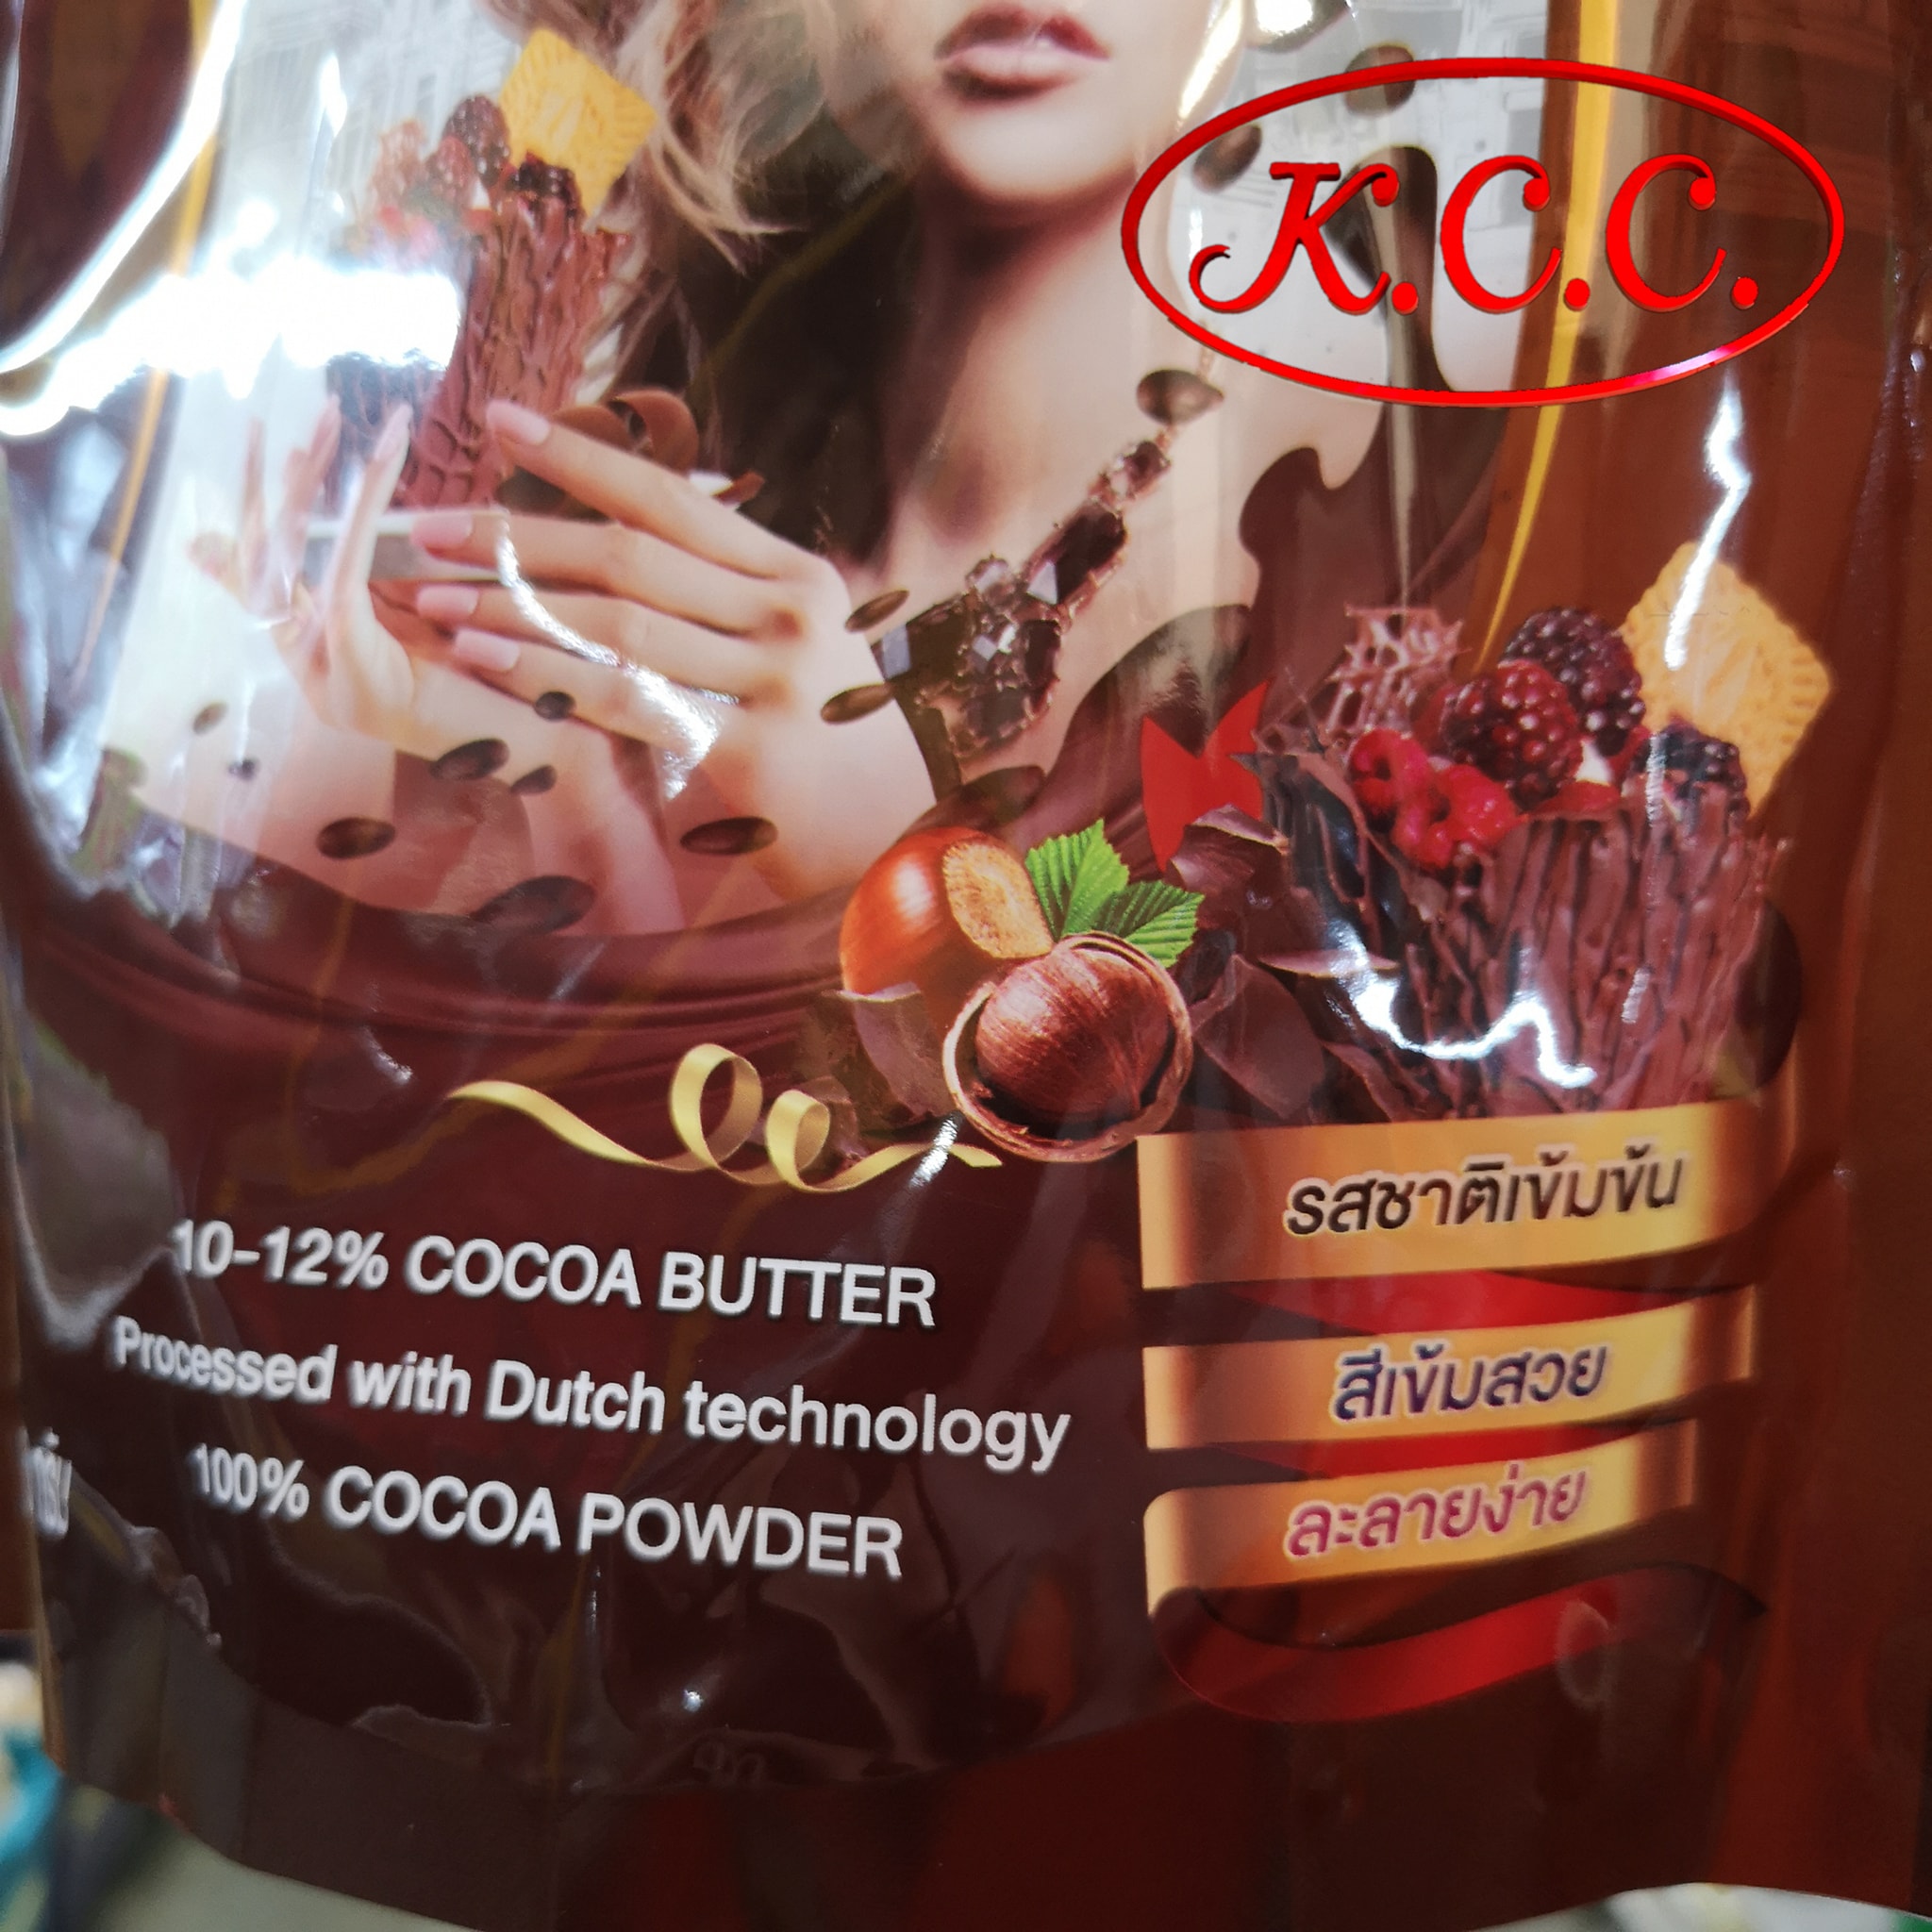 K.C.C.
10-12% COCOA BUTTER
Processed with Dutch technology
100% COCOA POWDER
รสชาติเข้มข้น
สีเข้มสวย
ละลายง่าย